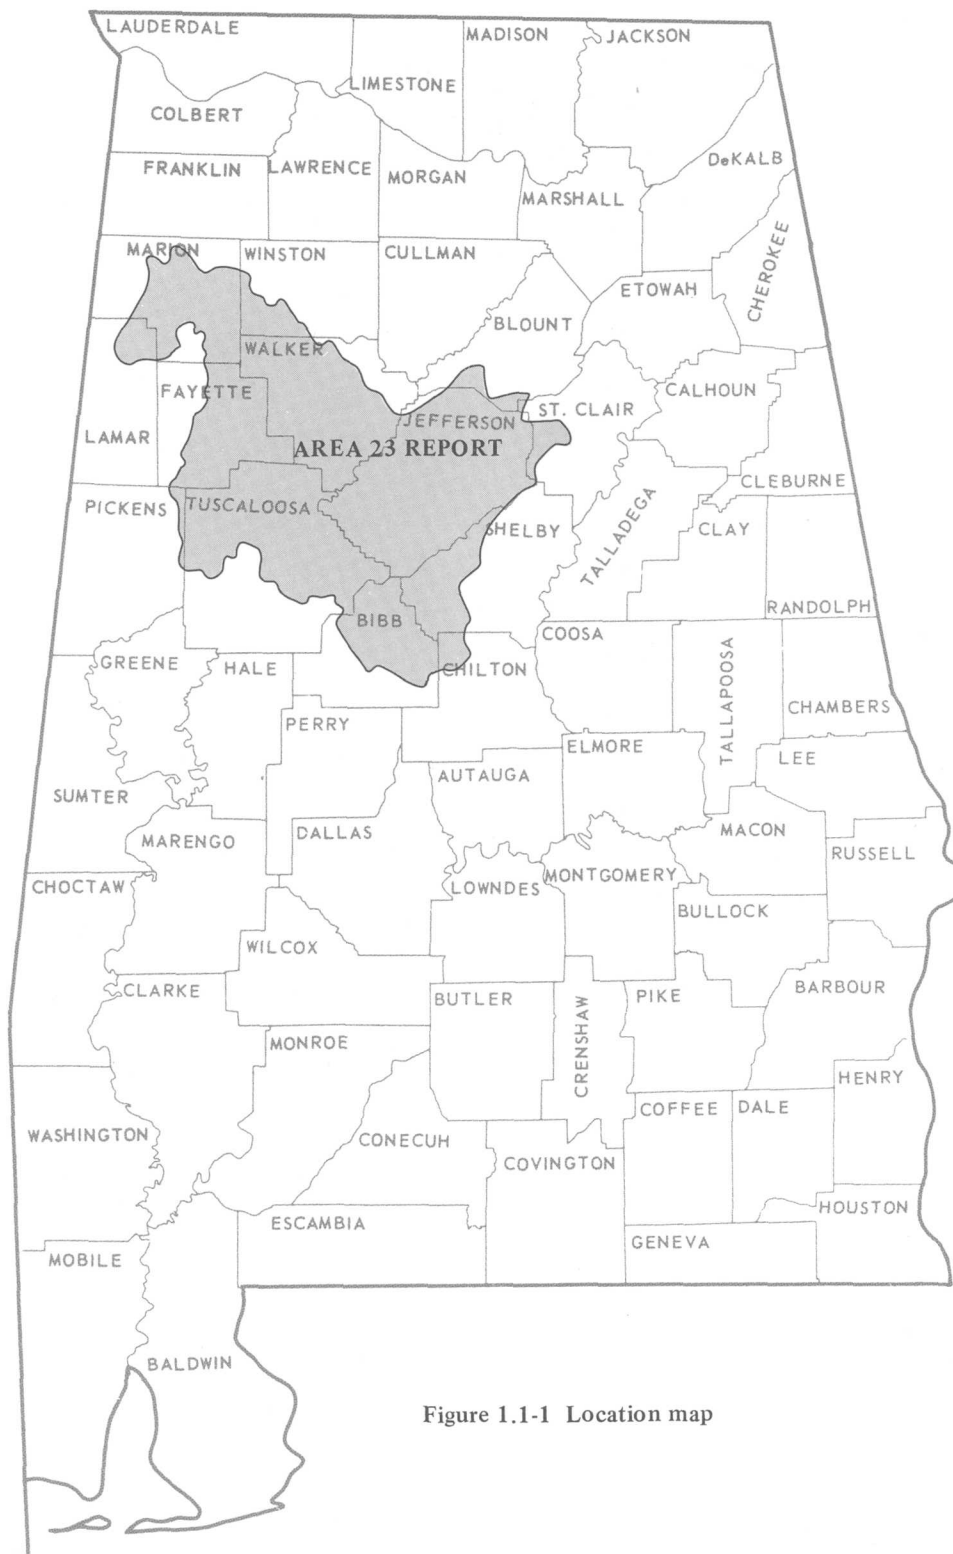 LAUDERDALE
MADISON
JACKSON
LIMESTONE
COLBERT
DeKALB
FRANKLIN
LAWRENCE
MORGAN
MARSHALL
CHEROKEE
MARION
WINSTON
CULLMAN
ETOWAH
BLOUNT
WALKER
CALHOUN
FAYETTE
ST. CLAIR
JEFFERSON
LAMAR
AREA 23 REPORT
CLEBURNE
PICKENS
TUSCALOOSA
SHELBY
TALLADEGA
CLAY
RANDOLPH
BIBB
COOSA
GREENE
HALE
CHILTON
TALLAPOOSA
CHAMBERS
PERRY
ELMORE
LEE
AUTAUGA
SUMTER
DALLAS
MACON
MARENGO
RUSSELL
CHOCTAW
LOWNDES
MONTGOMERY
BULLOCK
WILCOX
CLARKE
BUTLER
CRENSHAW
PIKE
BARBOUR
MONROE
HENRY
COFFEE
DALE
WASHINGTON
CONECUH
COVINGTON
HOUSTON
ESCAMBIA
GENEVA
MOBILE
BALDWIN
Figure 1.1-1 Location map